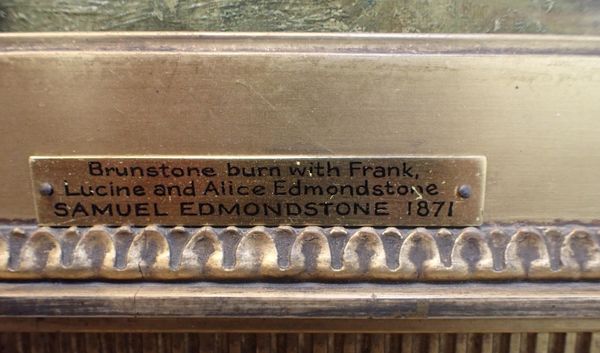 Brunstone burn with Frank,
Lucine and Alice Edmondstone
SAMUEL EDMONDSTONE 1871